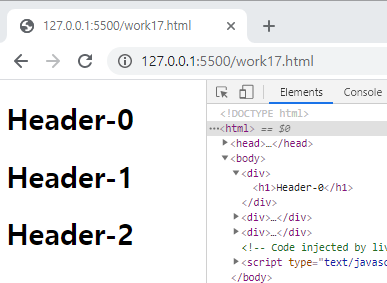 127.0.0.1:5500/work17.html
127.0.0.1:5500/work17.html
Header-0
Header-1
Header-2
Elements
Console
<!DOCTYPE html>
<html> == $0
<head>…</head>
<body>
<div>
<h1>Header-0</h1>
</div>
<div>…</div>
<div>…</div>
<!-- Code injected by liv
<script type="text/javasc
</body>